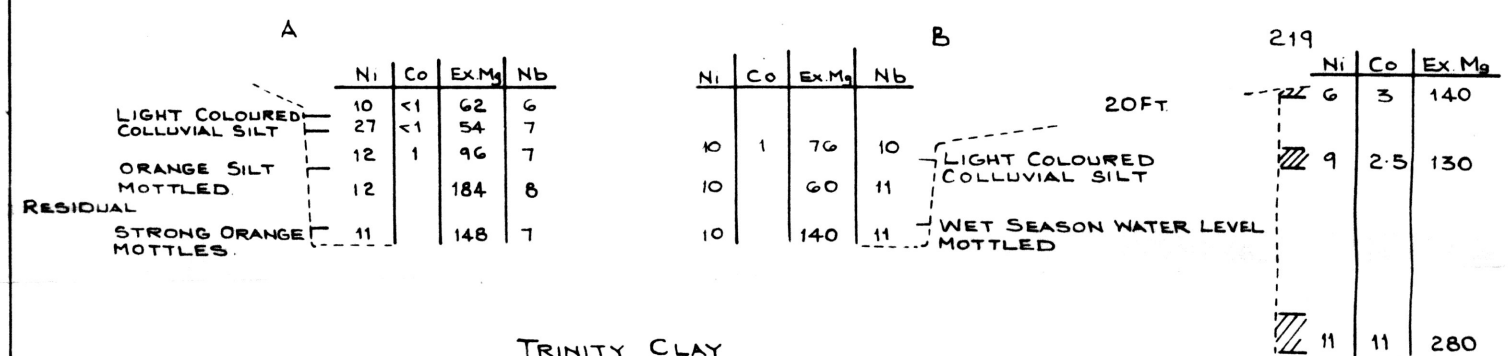 A
Ni Co Ex.Mg Nb
10 <1 62 6
27 <1 54 7
12 1 96 7
12 184 8
11 148 7
LIGHT COLOURED
COLLUVIAL SILT
ORANGE SILT
MOTTLED.
RESIDUAL
STRONG ORANGE
MOTTLES.
B
Ni Co Ex.Mg Nb
10 1 76 10
10 60 11
10 140 11
LIGHT COLOURED
COLLUVIAL SILT
WET SEASON WATER LEVEL
MOTTLED
20FT.
219
Ni Co Ex.Mg
6 3 140
9 2.5 130
11 11 280
TRINITY CLAY